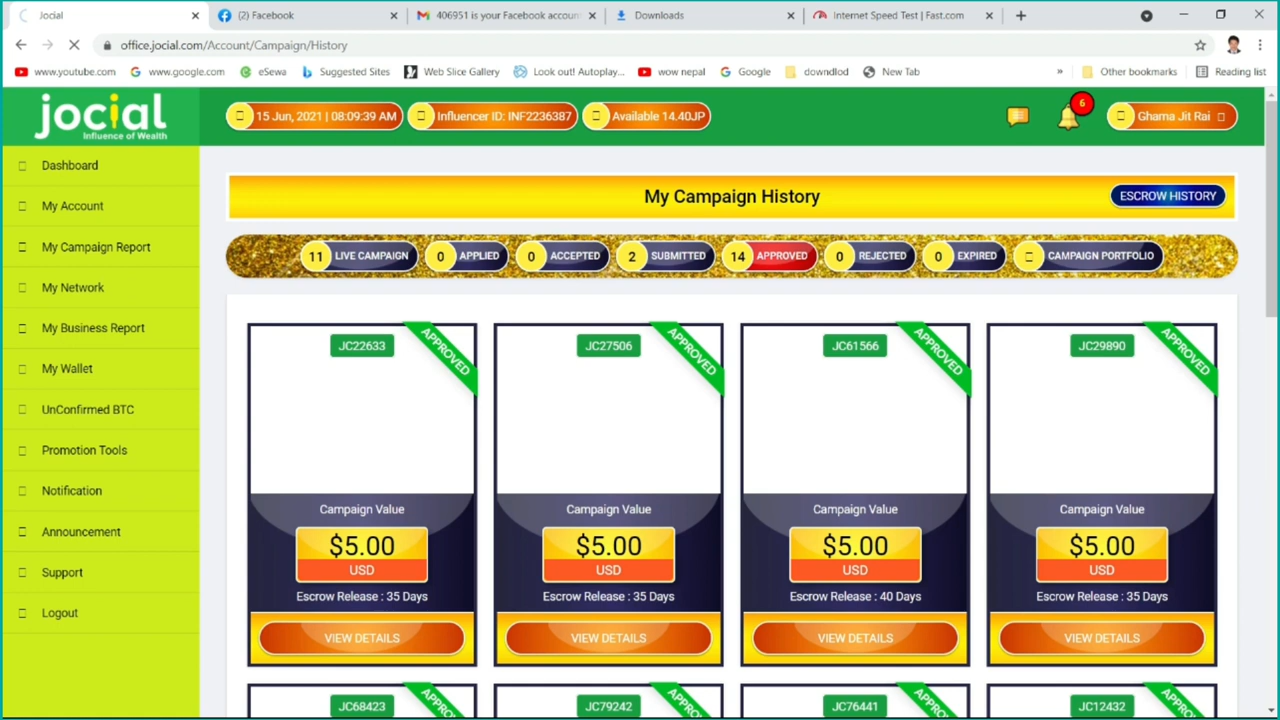 Jocial
(2) Facebook
406951 is your Facebook accoun
Downloads
Internet Speed Test | Fast.com
office.jocial.com/Account/Campaign/History
www.youtube.com
www.google.com
eSewa
Suggested Sites
Web Slice Gallery
Look out! Autoplay...
wow nepal
Google
downdlod
New Tab
»
Other bookmarks
Reading list
jocial
Influence of Wealth
15 Jun, 2021 | 08:09:39 AM
Influencer ID: INF2236387
Available 14.40JP
6
Ghama Jit Rai
Dashboard
My Account
My Campaign Report
My Network
My Business Report
My Wallet
UnConfirmed BTC
Promotion Tools
Notification
Announcement
Support
Logout
My Campaign History
ESCROW HISTORY
11 LIVE CAMPAIGN
0 APPLIED
0 ACCEPTED
2 SUBMITTED
14 APPROVED
0 REJECTED
0 EXPIRED
CAMPAIGN PORTFOLIO
JC22633
APPROVED
Campaign Value
$5.00
USD
Escrow Release : 35 Days
VIEW DETAILS
JC27506
APPROVED
Campaign Value
$5.00
USD
Escrow Release : 35 Days
VIEW DETAILS
JC61566
APPROVED
Campaign Value
$5.00
USD
Escrow Release : 40 Days
VIEW DETAILS
JC29890
APPROVED
Campaign Value
$5.00
USD
Escrow Release : 35 Days
VIEW DETAILS
JC68423
APPRO
JC79242
APPRO
JC76441
APPRO
JC12432
APPRO